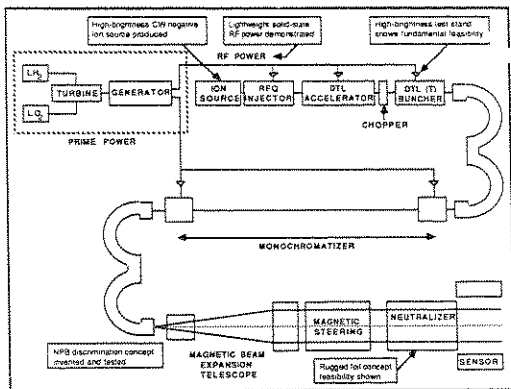 High-brightness CW negative
ion source produced
Lightweight solid-state
RF power demonstrated
High-brightness test stand
shows fundamental feasibility
RF POWER
LH2
LO2
TURBINE
GENERATOR
PRIME POWER
ION
SOURCE
RFQ
INJECTOR
DTL
ACCELERATOR
CHOPPER
DTL (T)
BUNCHER
MONOCHROMATIZER
NPB discrimination concept
invented and tested
MAGNETIC BEAM
EXPANSION
TELESCOPE
MAGNETIC
STEERING
NEUTRALIZER
Rugged foil concept
feasibility shown
SENSOR